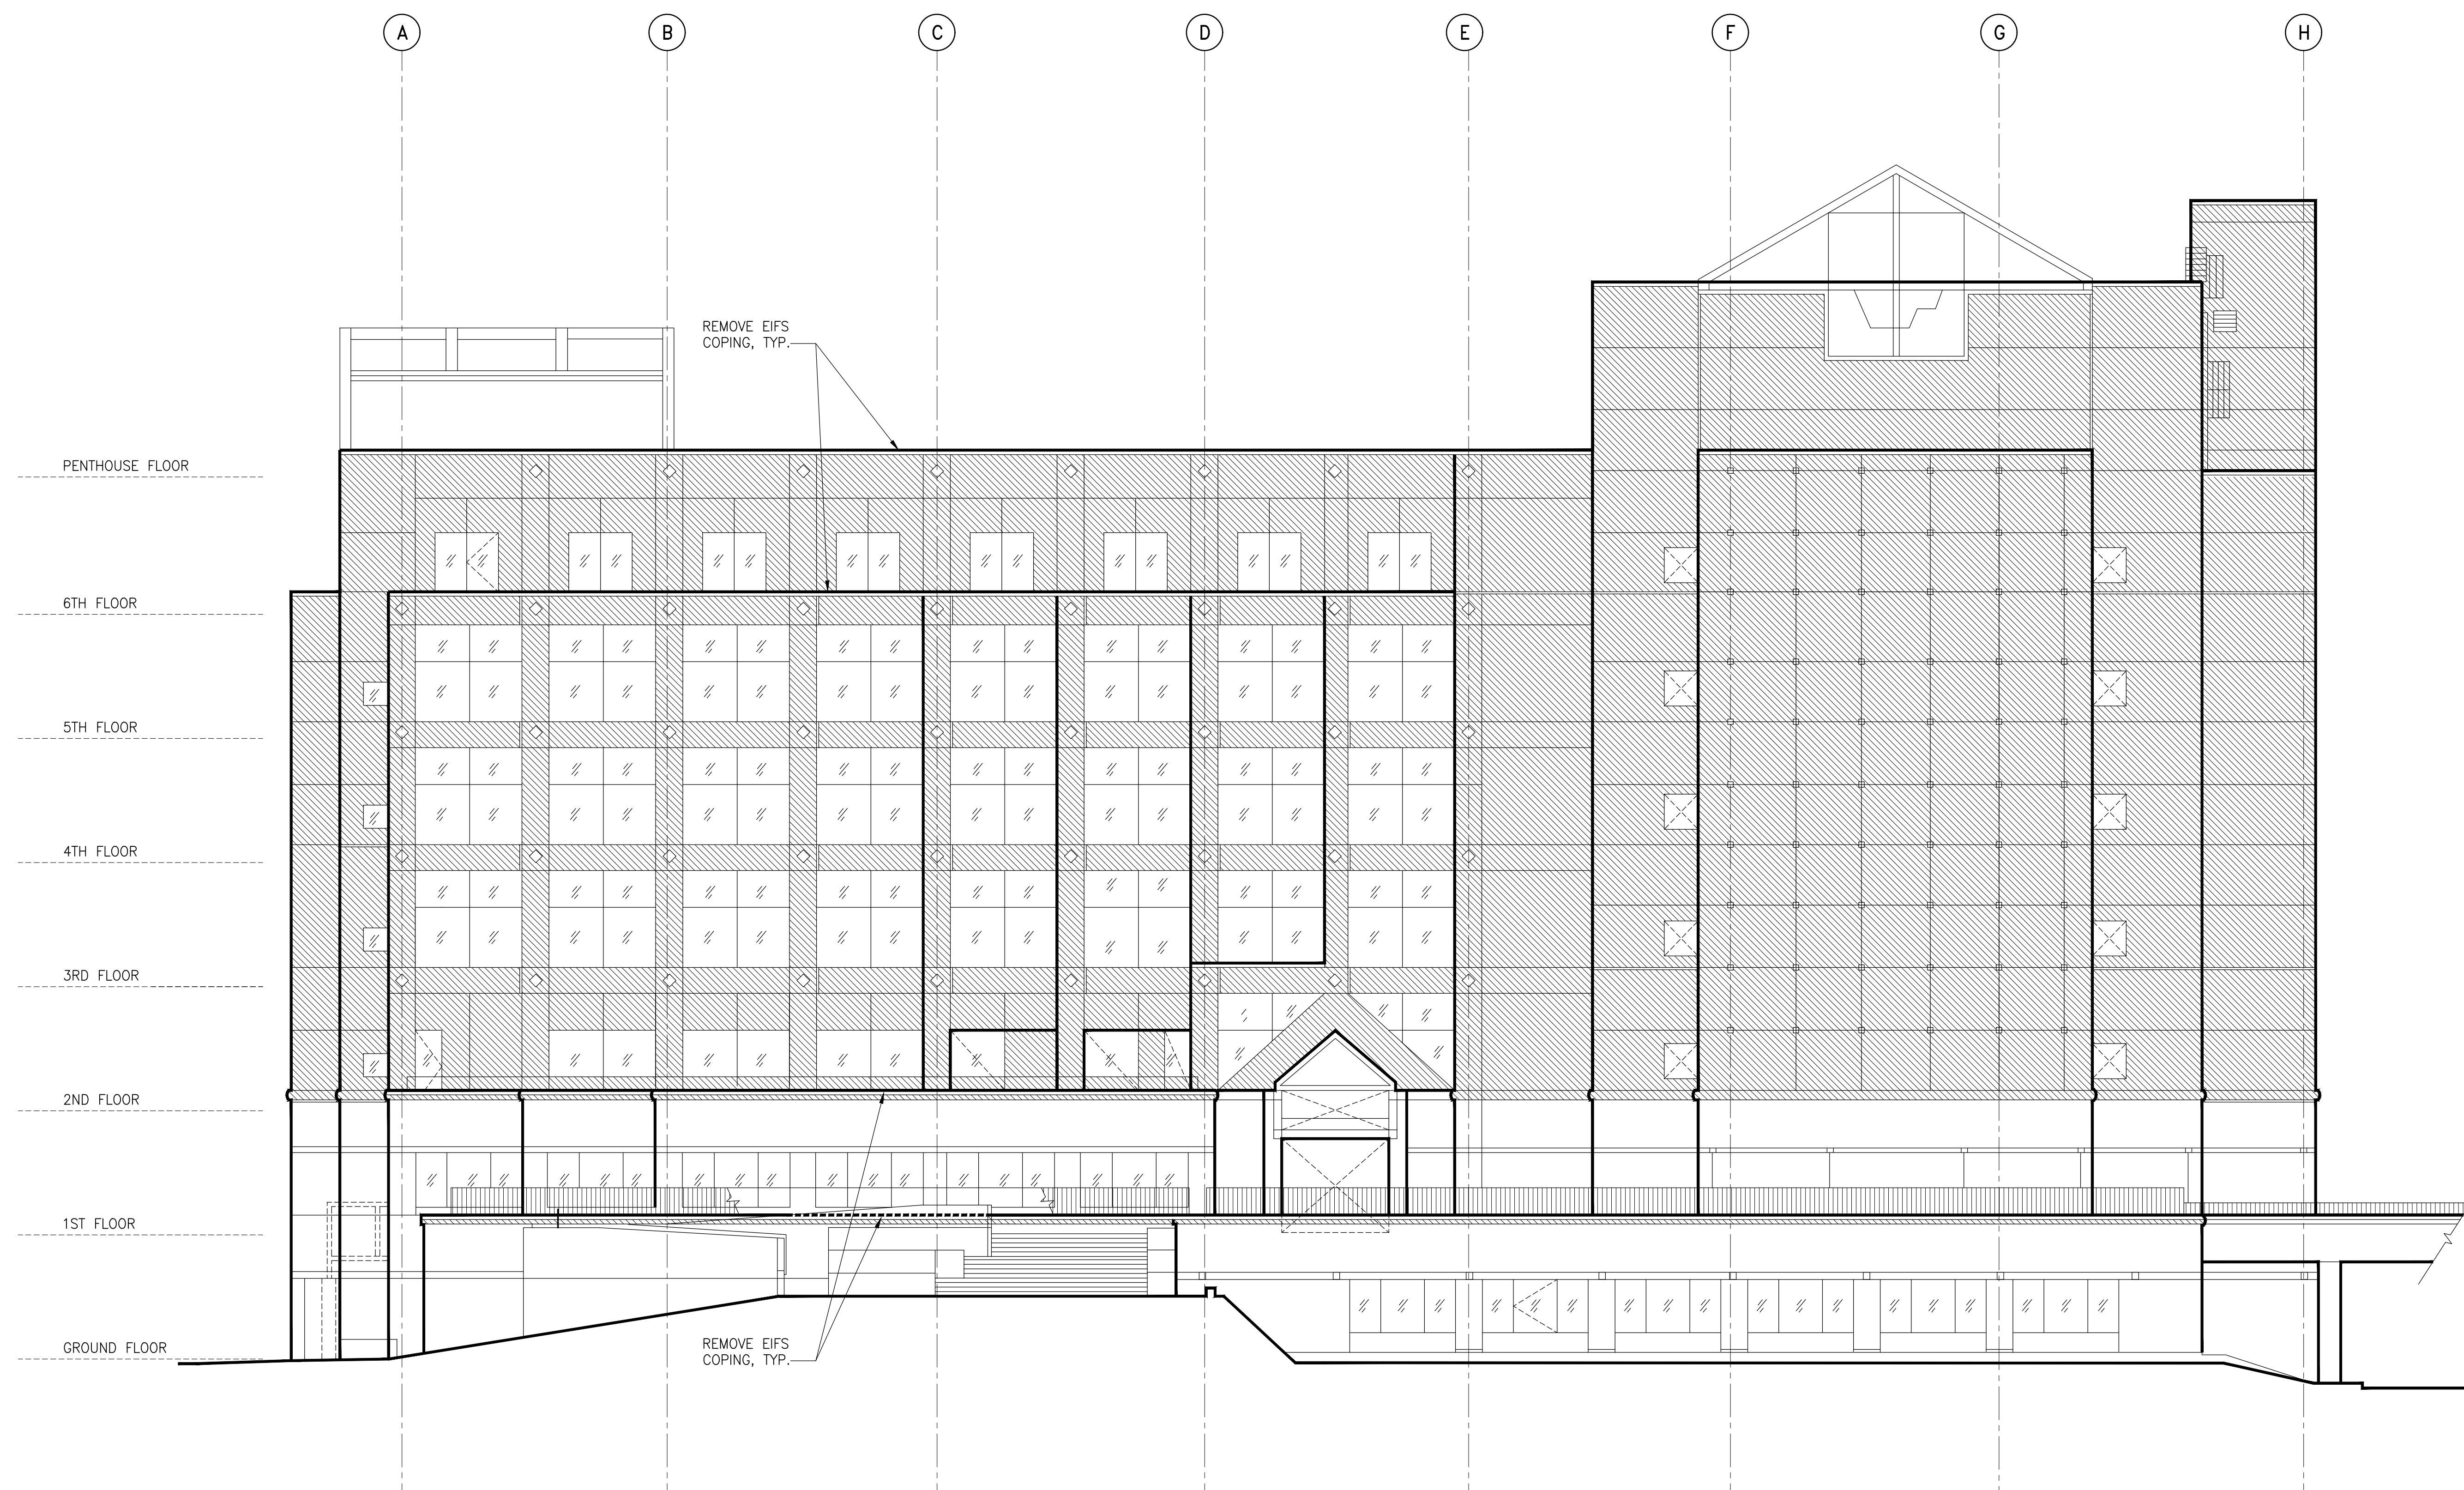 A
B
C
D
E
F
G
H
REMOVE EIFS
COPING, TYP.
PENTHOUSE FLOOR
6TH FLOOR
5TH FLOOR
4TH FLOOR
3RD FLOOR
2ND FLOOR
1ST FLOOR
GROUND FLOOR
REMOVE EIFS
COPING, TYP.